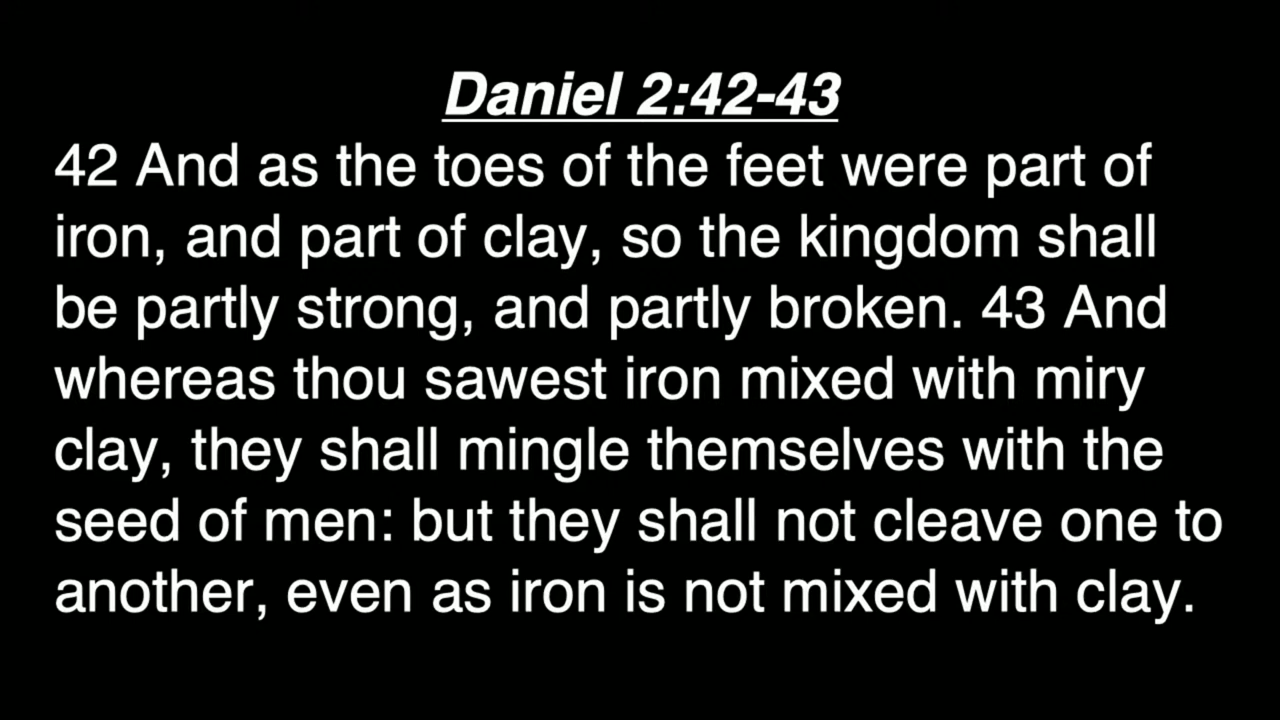 Daniel 2:42-43
42 And as the toes of the feet were part of
iron, and part of clay, so the kingdom shall
be partly strong, and partly broken. 43 And
whereas thou sawest iron mixed with miry
clay, they shall mingle themselves with the
seed of men: but they shall not cleave one to
another, even as iron is not mixed with clay.